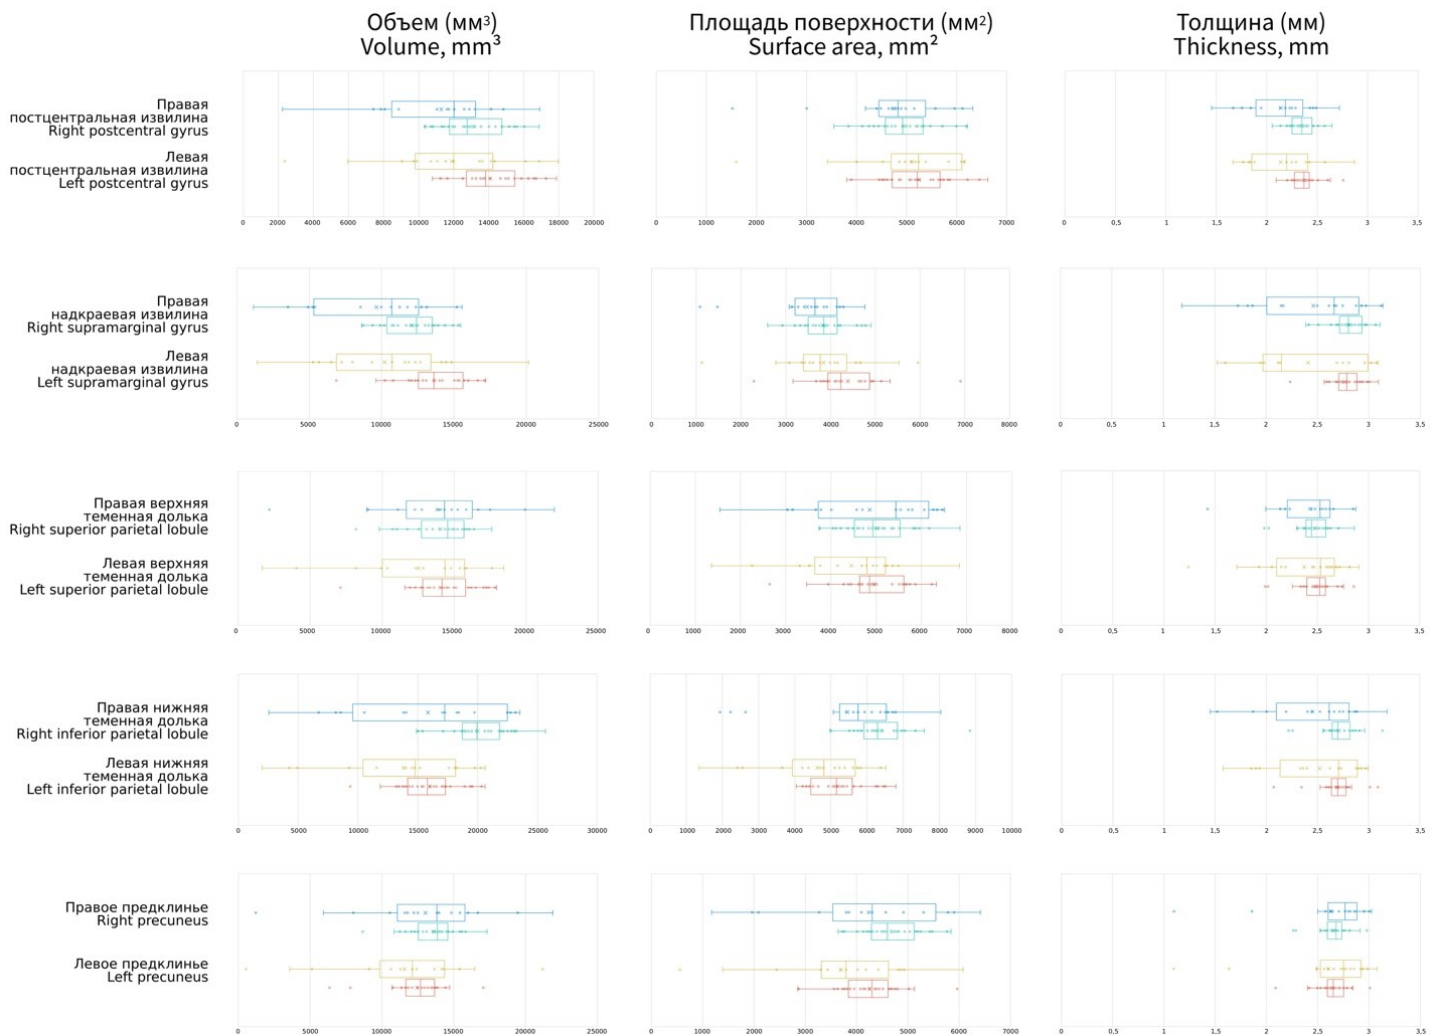 Объем (мм³)
Volume, mm³
Площадь поверхности (мм²)
Surface area, mm²
Толщина (мм)
Thickness, mm
Правая
постцентральная извилина
Right postcentral gyrus
Левая
постцентральная извилина
Left postcentral gyrus
0 2000 4000 6000 8000 10000 12000 14000 16000 18000 20000
0 1000 2000 3000 4000 5000 6000 7000
0 0,5 1 1,5 2 2,5 3 3,5
Правая
надкраевая извилина
Right supramarginal gyrus
Левая
надкраевая извилина
Left supramarginal gyrus
0 5000 10000 15000 20000 25000
0 1000 2000 3000 4000 5000 6000 7000 8000
0 0,5 1 1,5 2 2,5 3 3,5
Правая верхняя
теменная долька
Right superior parietal lobule
Левая верхняя
теменная долька
Left superior parietal lobule
0 5000 10000 15000 20000 25000
0 1000 2000 3000 4000 5000 6000 7000 8000
0 0,5 1 1,5 2 2,5 3 3,5
Правая нижняя
теменная долька
Right inferior parietal lobule
Левая нижняя
теменная долька
Left inferior parietal lobule
0 5000 10000 15000 20000 25000 30000
0 1000 2000 3000 4000 5000 6000 7000 8000 9000 10000
0 0,5 1 1,5 2 2,5 3 3,5
Правое предклинье
Right precuneus
Левое предклинье
Left precuneus
0 5000 10000 15000 20000 25000
0 1000 2000 3000 4000 5000 6000 7000
0 0,5 1 1,5 2 2,5 3 3,5